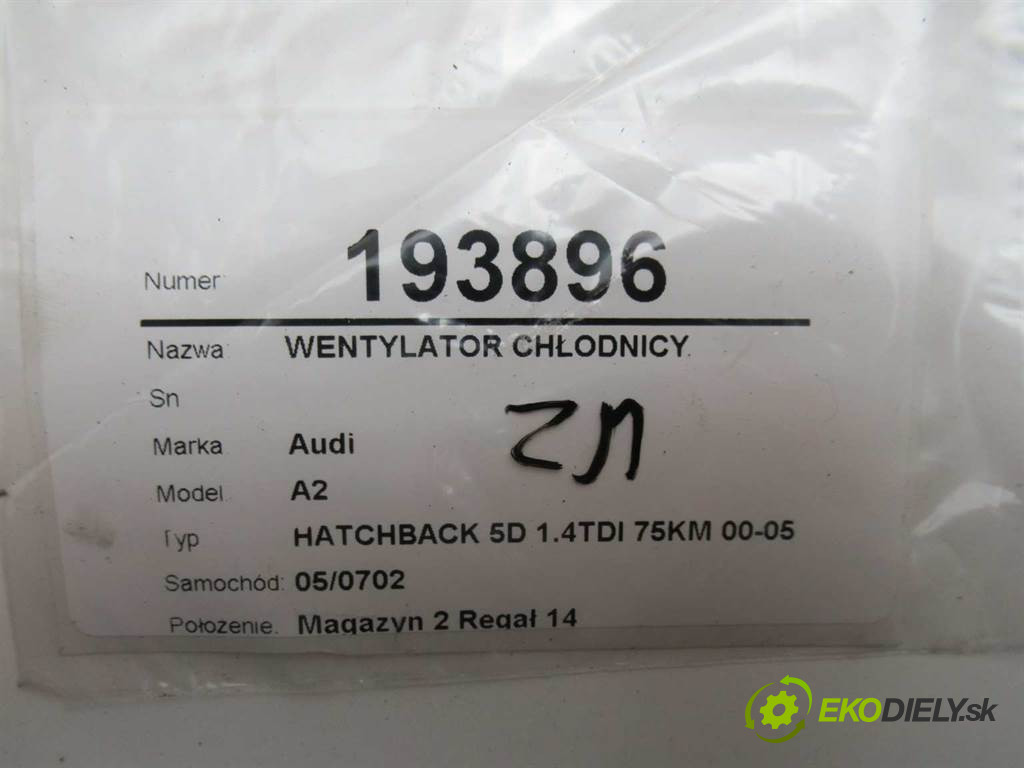 Numer 193896
Nazwa WENTYLATOR CHŁODNICY
Sn
Marka Audi
Model A2
Typ HATCHBACK 5D 1.4TDI 75KM 00-05
Samochód: 05/0702
Położenie: Magazyn 2 Regał 14
EKODIELY.sk